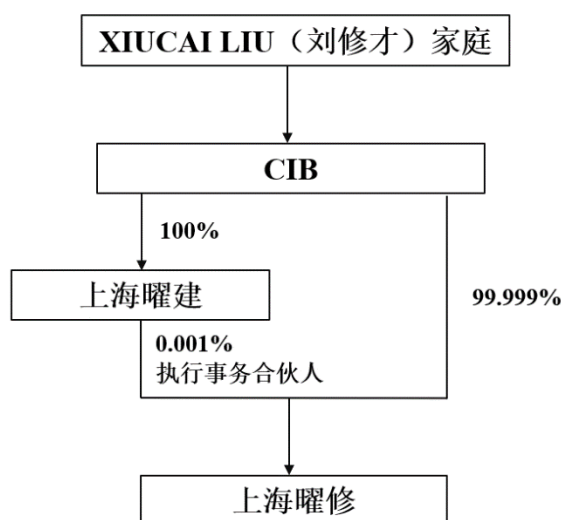 XIUCAI LIU（刘修才）家庭
CIB
100%
上海曜建
99.999%
0.001%
执行事务合伙人
上海曜修